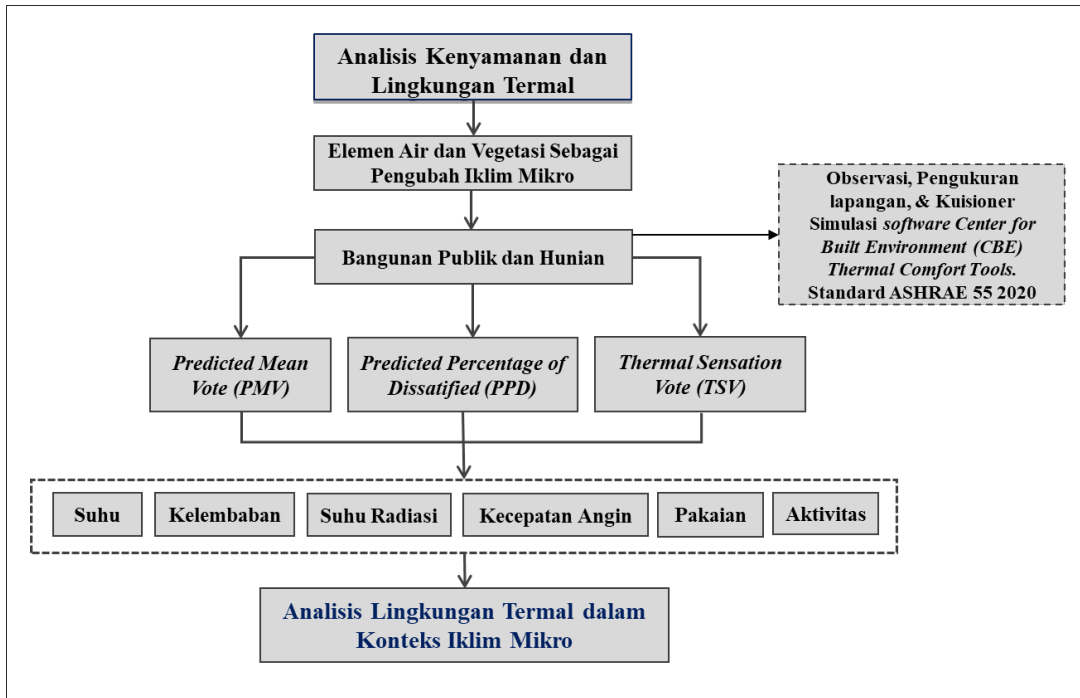 Analisis Kenyamanan dan
Lingkungan Termal
Elemen Air dan Vegetasi Sebagai
Pengubah Iklim Mikro
Bangunan Publik dan Hunian
Observasi, Pengukuran
lapangan, & Kuisioner
Simulasi software Center for
Built Environment (CBE)
Thermal Comfort Tools.
Standard ASHRAE 55 2020
Predicted Mean
Vote (PMV)
Predicted Percentage of
Dissatified (PPD)
Thermal Sensation
Vote (TSV)
Suhu
Kelembaban
Suhu Radiasi
Kecepatan Angin
Pakaian
Aktivitas
Analisis Lingkungan Termal dalam
Konteks Iklim Mikro